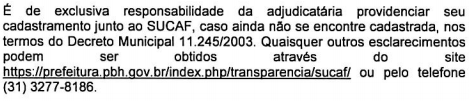 É de exclusiva responsabilidade da adjudicatária providenciar seu
cadastramento junto ao SUCAF, caso ainda não se encontre cadastrada, nos
termos do Decreto Municipal 11.245/2003. Quaisquer outros esclarecimentos
podem ser obtidos através do site
https://prefeitura.pbh.gov.br/index.php/transparencia/sucaf/ ou pelo telefone
(31) 3277-8186.